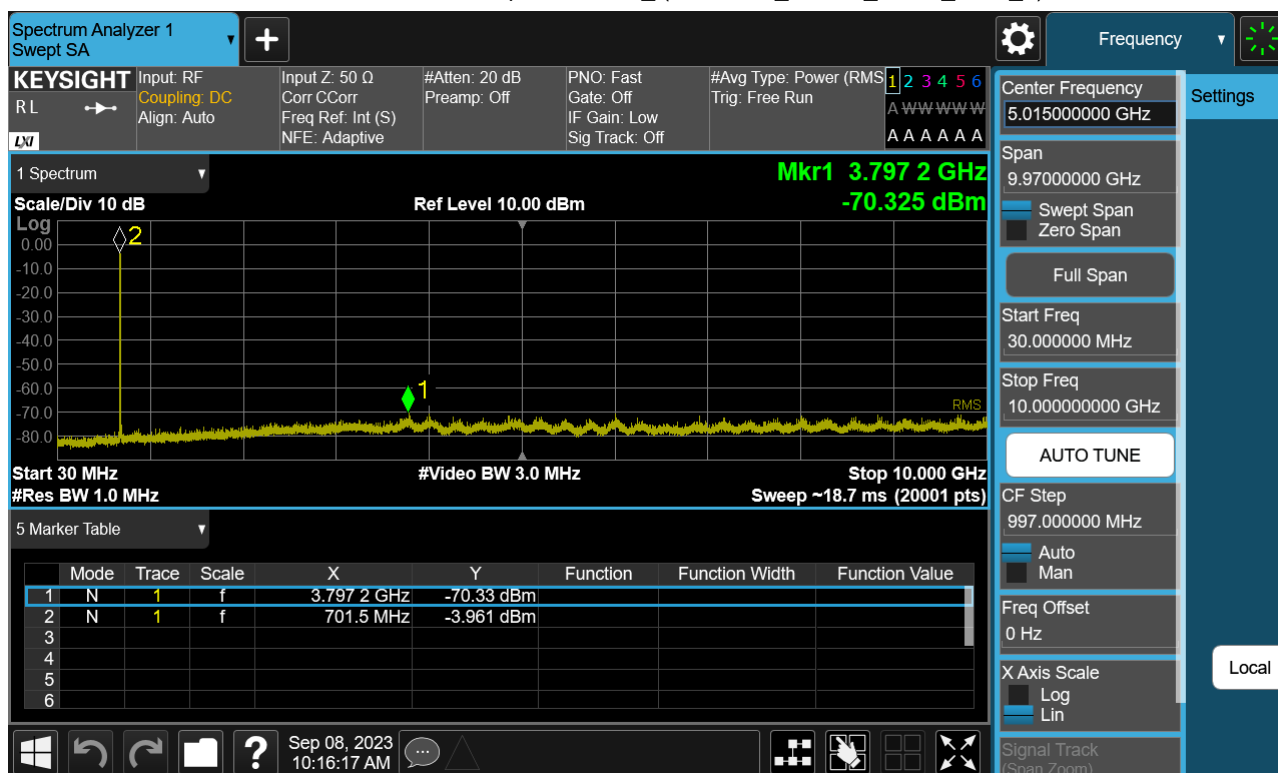 Spectrum Analyzer 1
Swept SA
Frequency
KEYSIGHT
R L
LXI
Input: RF
Coupling: DC
Align: Auto
Input Z: 50 Ω
Corr CCorr
Freq Ref: Int (S)
NFE: Adaptive
#Atten: 20 dB
Preamp: Off
PNO: Fast
Gate: Off
IF Gain: Low
Sig Track: Off
#Avg Type: Power (RMS
Trig: Free Run
1 2 3 4 5 6
A W W W W W
A A A A A A
1 Spectrum
Mkr1 3.797 2 GHz
-70.325 dBm
Scale/Div 10 dB
Ref Level 10.00 dBm
Log
0.00
-10.0
-20.0
-30.0
-40.0
-50.0
-60.0
-70.0
-80.0
2
1
RMS
Start 30 MHz
#Video BW 3.0 MHz
Stop 10.000 GHz
#Res BW 1.0 MHz
Sweep ~18.7 ms (20001 pts)
5 Marker Table
Mode Trace Scale X Y Function Function Width Function Value
1 N 1 f 3.797 2 GHz -70.33 dBm
2 N 1 f 701.5 MHz -3.961 dBm
3
4
5
6
Sep 08, 2023
10:16:17 AM
Center Frequency
5.015000000 GHz
Span
9.97000000 GHz
Swept Span
Zero Span
Full Span
Start Freq
30.000000 MHz
Stop Freq
10.000000000 GHz
AUTO TUNE
CF Step
997.000000 MHz
Auto
Man
Freq Offset
0 Hz
X Axis Scale
Log
Lin
Signal Track
(Span Zoom)
Settings
Local